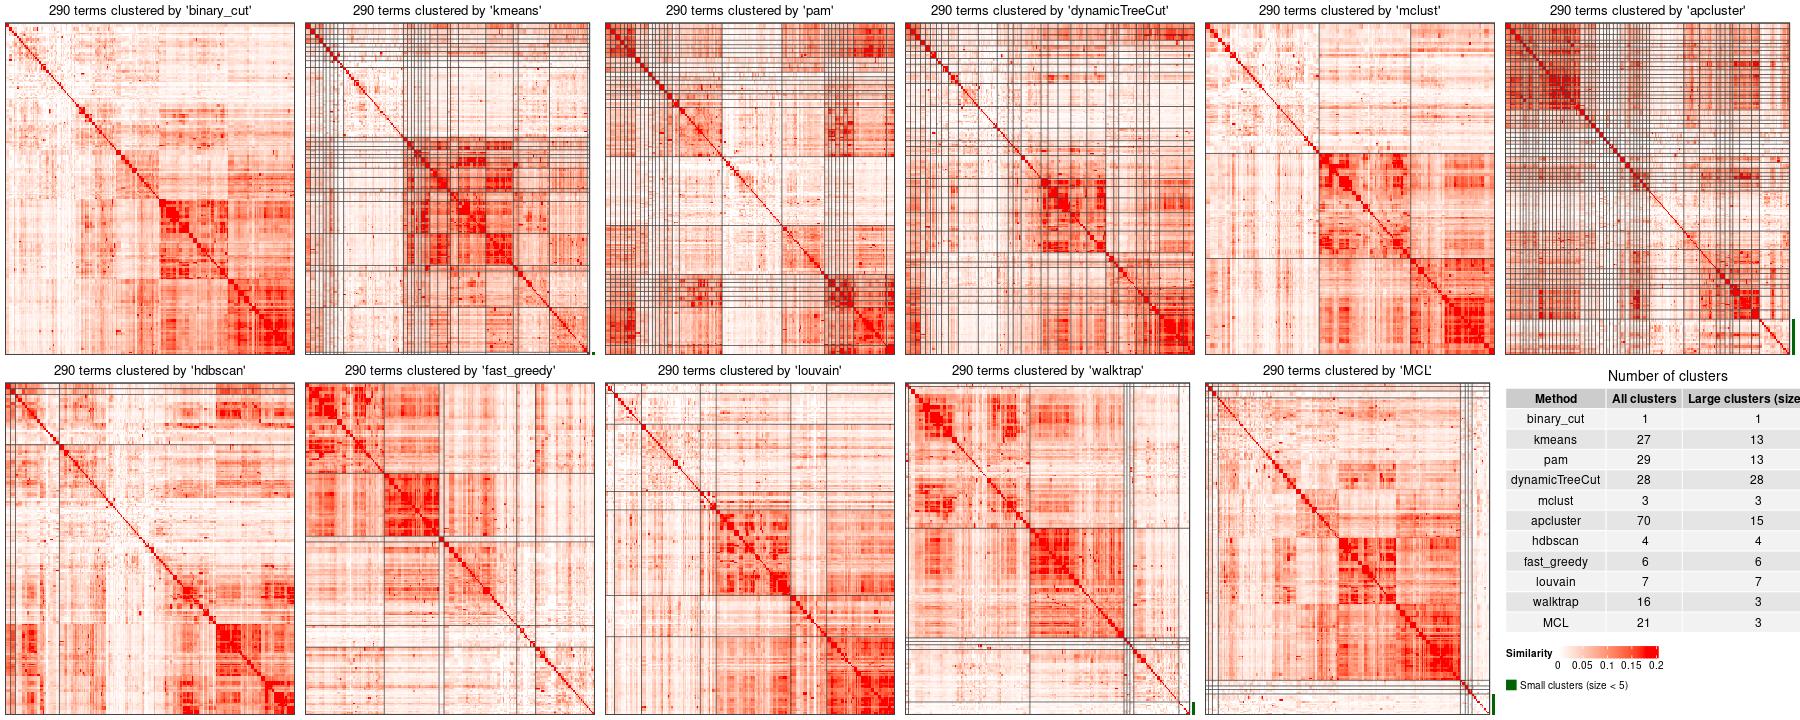 290 terms clustered by 'binary_cut'
290 terms clustered by 'kmeans'
290 terms clustered by 'pam'
290 terms clustered by 'dynamicTreeCut'
290 terms clustered by 'mclust'
290 terms clustered by 'apcluster'
290 terms clustered by 'hdbscan'
290 terms clustered by 'fast_greedy'
290 terms clustered by 'louvain'
290 terms clustered by 'walktrap'
290 terms clustered by 'MCL'
Number of clusters
Method All clusters Large clusters (size
binary_cut 1 1
kmeans 27 13
pam 29 13
dynamicTreeCut 28 28
mclust 3 3
apcluster 70 15
hdbscan 4 4
fast_greedy 6 6
louvain 7 7
walktrap 16 3
MCL 21 3
Similarity
0 0.05 0.1 0.15 0.2
Small clusters (size < 5)